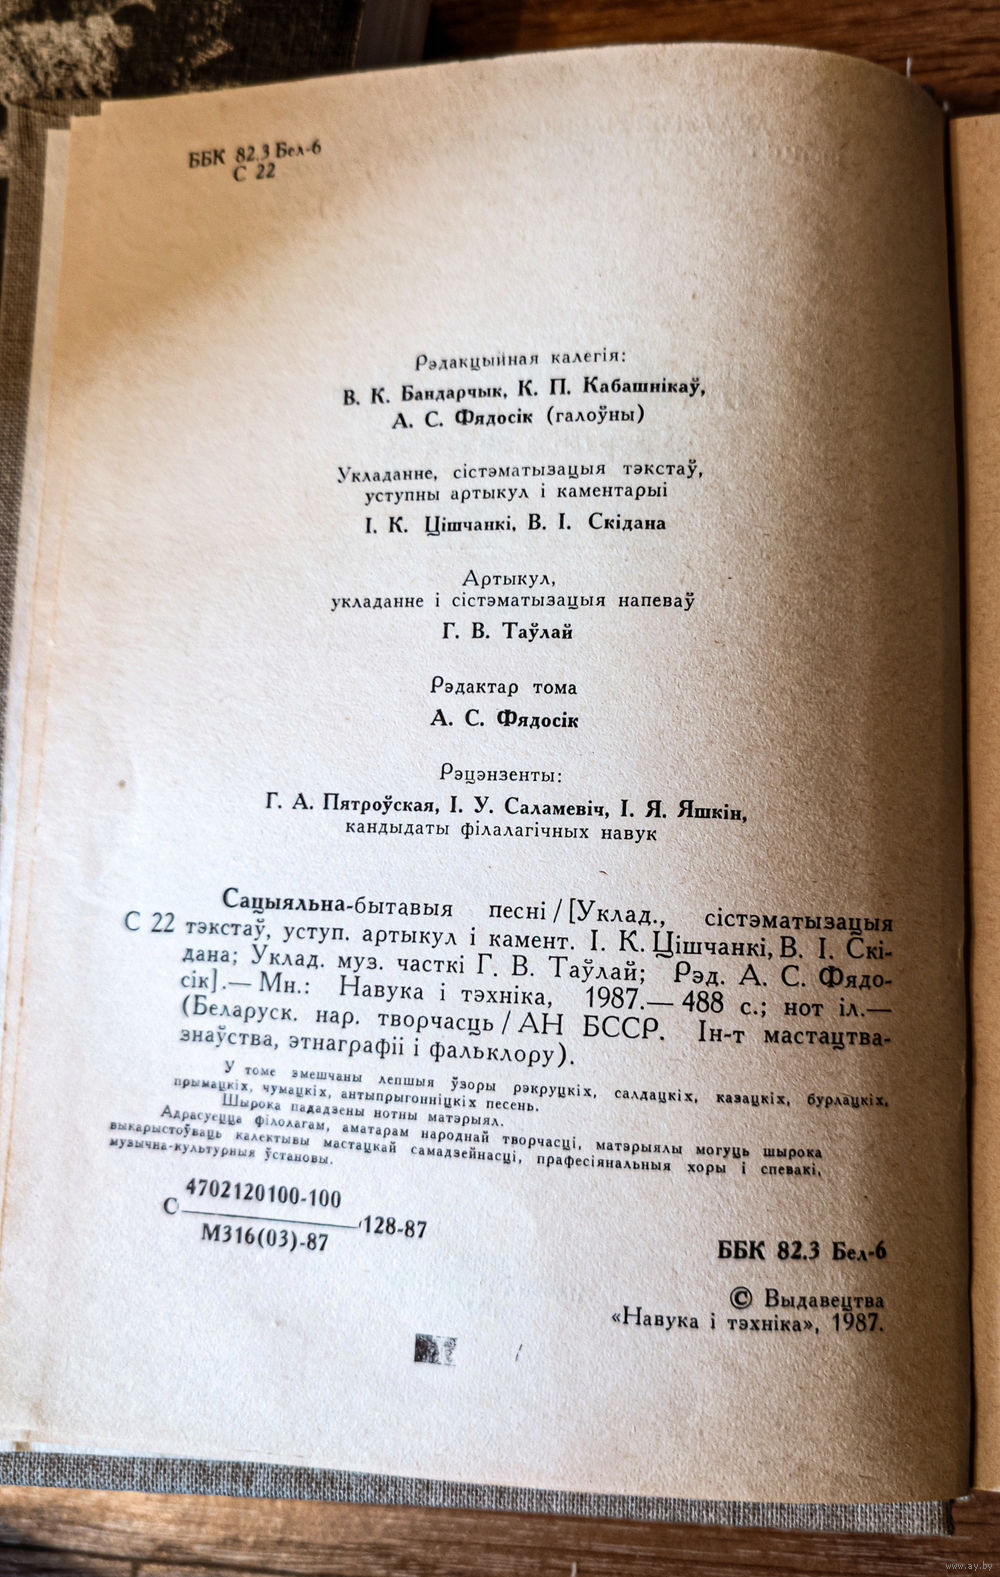 ББК 82.3 Бел-6
С 22
Рэдакцыйная калегія:
В. К. Бандарчык, К. П. Кабашнікаў,
А. С. Фядосік (галоўны)
Укладанне, сістэматызацыя тэкстаў,
уступны артыкул і каментарыі
І. К. Цішчанкі, В. І. Скідана
Артыкул,
укладанне і сістэматызацыя напеваў
Г. В. Таўлай
Рэдактар тома
А. С. Фядосік
Рэцэнзенты:
Г. А. Пятроўская, І. У. Саламевіч, І. Я. Яшкін,
кандыдаты філалагічных навук
Сацыяльна-бытавыя песні / [Уклад., сістэматызацыя
С 22 тэкстаў, уступ. артыкул і камент. І. К. Цішчанкі, В. І. Скі-
дана; Уклад. муз. часткі Г. В. Таўлай; Рэд. А. С. Фядо-
сік].— Мн.: Навука і тэхніка, 1987.— 488 с.; нот іл.—
(Беларуск. нар. творчасць / АН БССР. Ін-т мастацтва-
знаўства, этнаграфіі і фальклору).
У томе змешчаны лепшыя ўзоры рэкруцкіх, салдацкіх, казацкіх, бурлацкіх,
прымацкіх, чумацкіх, антыпрыгонніцкіх песень.
Шырока пададзены нотны матэрыял.
Адрасуецца філолагам, аматарам народнай творчасці, матэрыялы могуць шырока
выкарыстоўваць калектывы мастацкай самадзейнасці, прафесіянальныя хоры і спевакі,
музычна-культурныя ўстановы.
4702120100-100
С 128-87
М316(03)-87
ББК 82.3 Бел-6
© Выдавецтва
«Навука і тэхніка», 1987.
www.ay.by